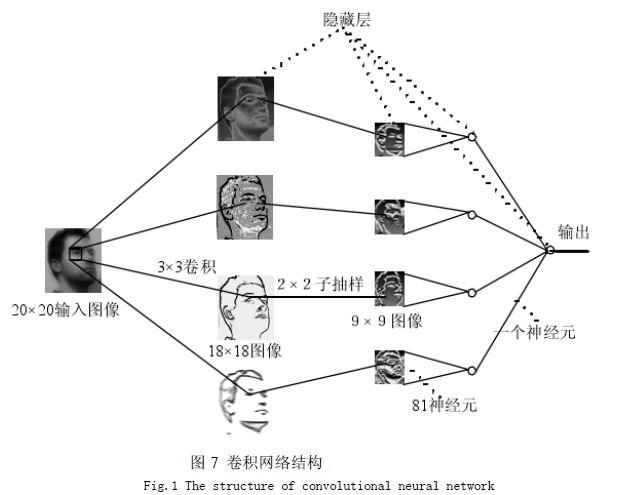 隐藏层
输出
3×3卷积
2×2子抽样
20×20输入图像
9×9图像
一个神经元
18×18图像
81神经元
图 7 卷积网络结构
Fig.1 The structure of convolutional neural network